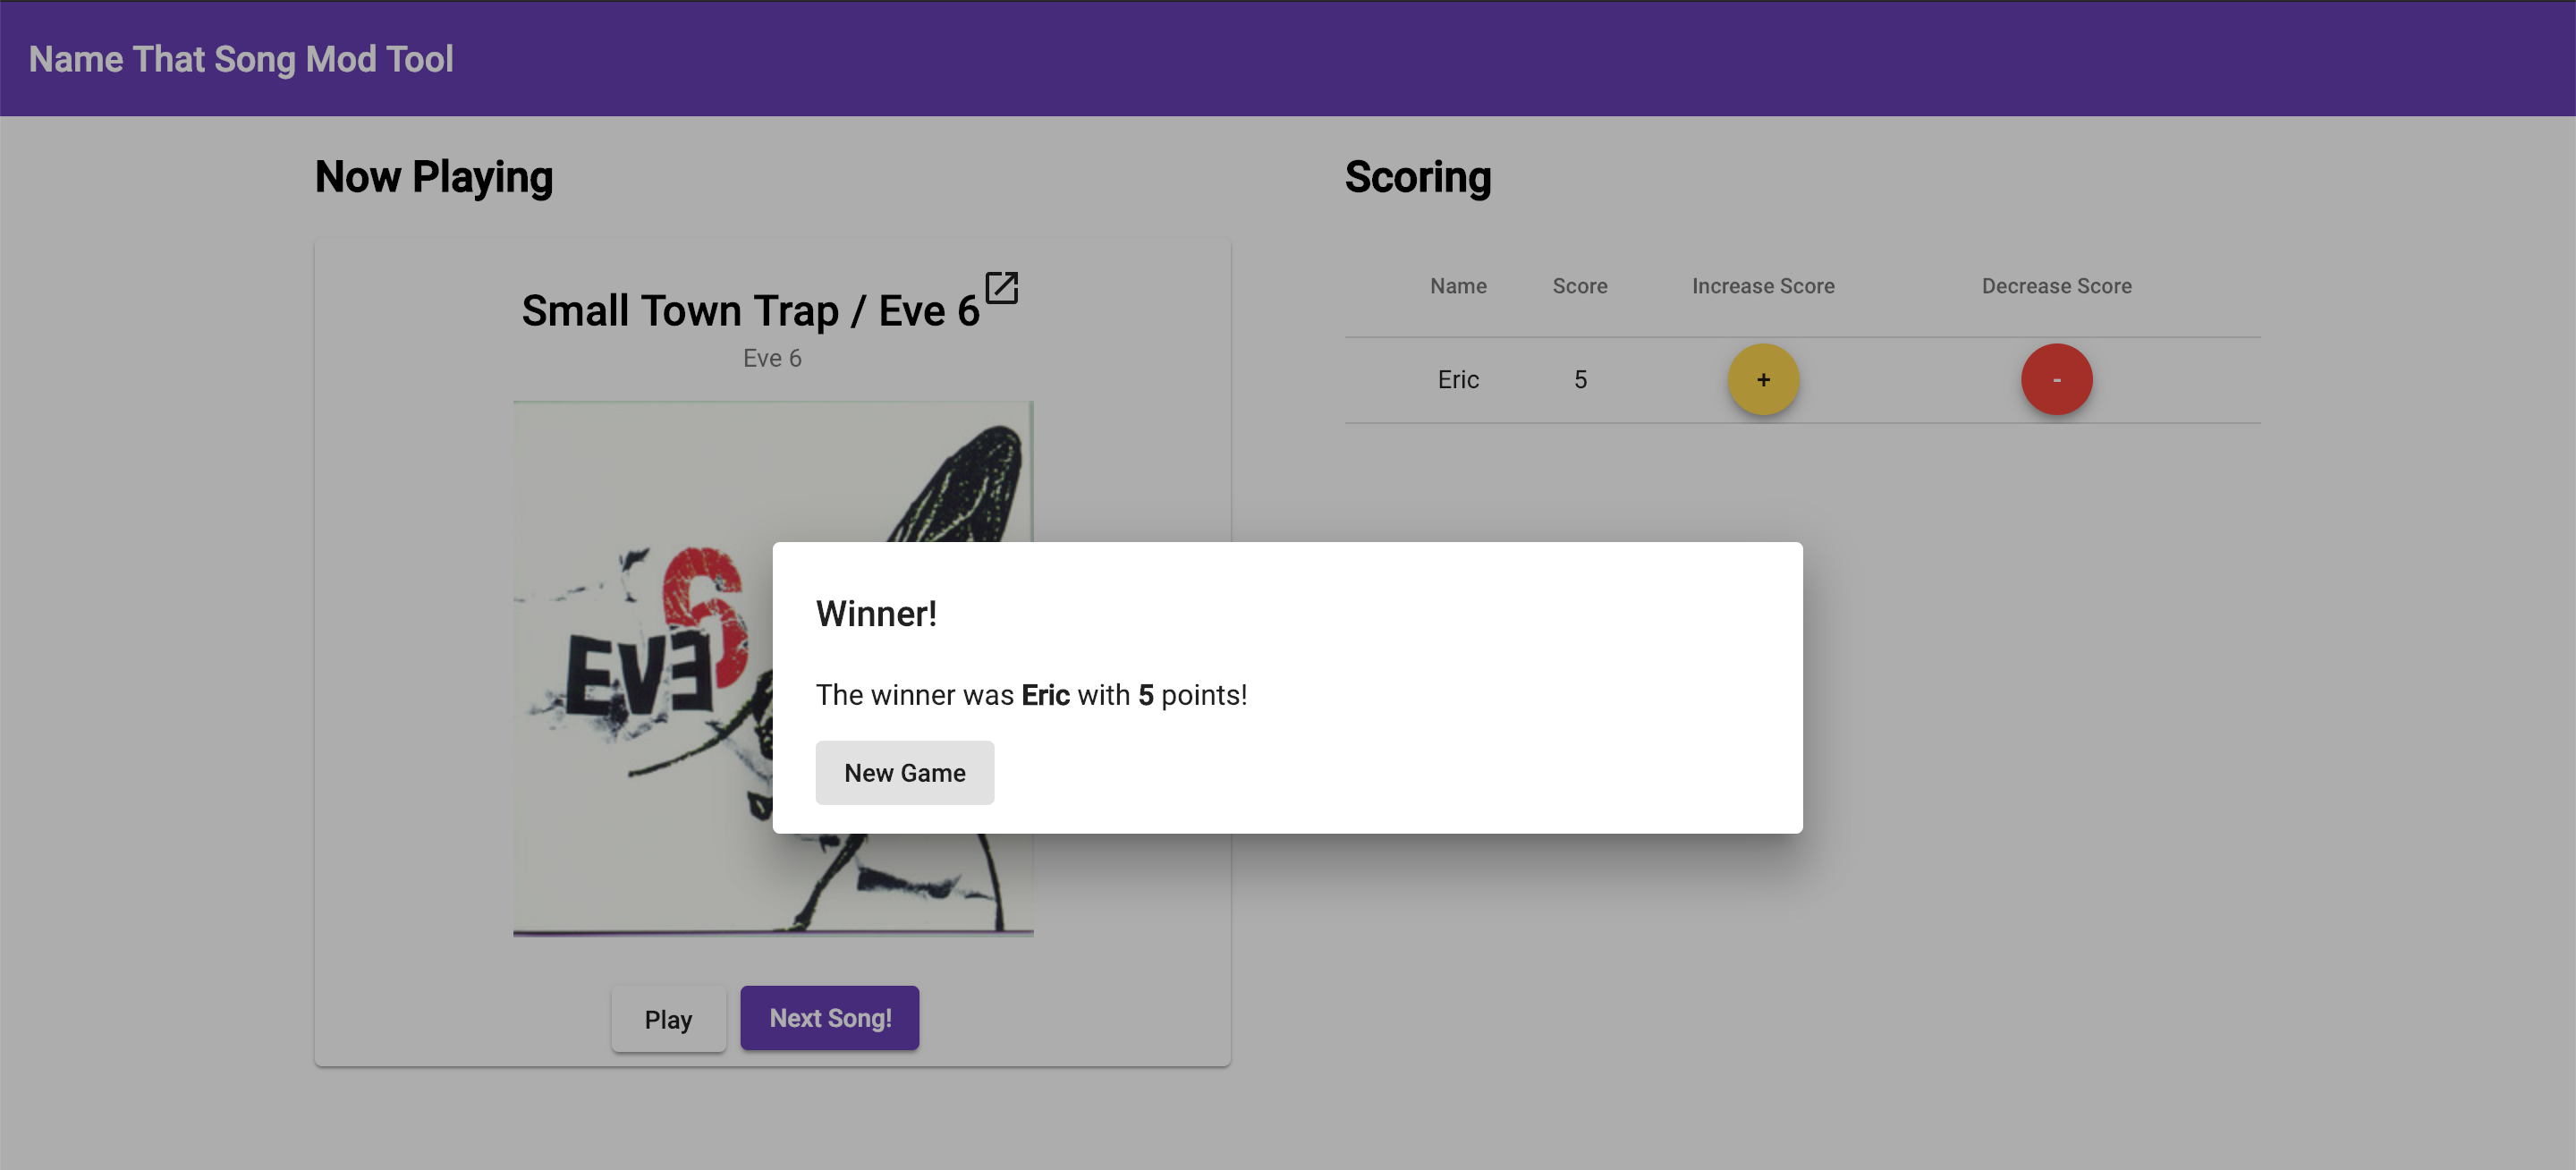 Name That Song Mod Tool
Now Playing
Small Town Trap / Eve 6
Eve 6
EVE 6
Play
Next Song!
Scoring
Name Score Increase Score Decrease Score
Eric 5 + -
Winner!
The winner was Eric with 5 points!
New Game